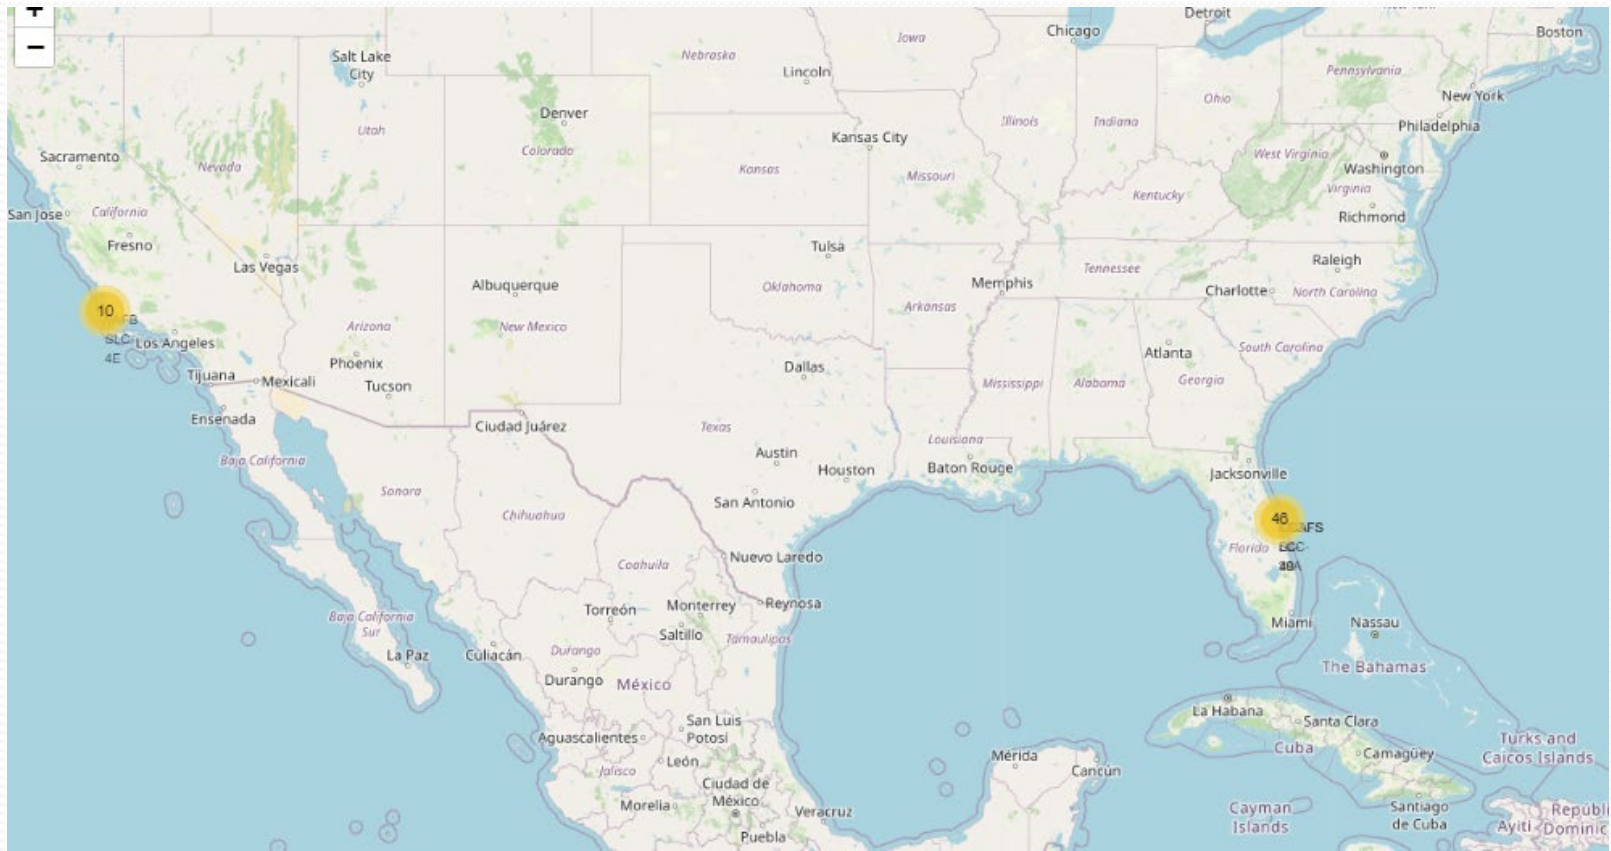 +
−
Detroit
Chicago
Boston
Iowa
Nebraska
Salt Lake
City
Lincoln
Pennsylvania
New York
Ohio
Denver
Utah
Colorado
Illinois
Indiana
Philadelphia
Kansas City
Sacramento
Nevada
Kansas
Missouri
West Virginia
Washington
Kentucky
Virginia
San Jose
California
Richmond
Fresno
Tulsa
Las Vegas
Raleigh
Tennessee
Albuquerque
Oklahoma
Memphis
Charlotte
North Carolina
Arkansas
10
FB
SLC
4E
Los Angeles
Arizona
New Mexico
Phoenix
Dallas
Atlanta
South Carolina
Tijuana
Mexicali
Tucson
Mississippi
Alabama
Georgia
Ensenada
Ciudad Juárez
Texas
Louisiana
Austin
Baja California
Houston
Baton Rouge
Jacksonville
Sonora
San Antonio
Chihuahua
46
AFS
Florida
Nuevo Laredo
Coahuila
Torreón
Monterrey
Reynosa
Baja California
Sur
Saltillo
Tamaulipas
Miami
Nassau
La Paz
Culiacán
Durango
Durango
México
The Bahamas
La Habana
Santa Clara
San Luis
Potosí
Aguascalientes
Cuba
Camagüey
Turks and
Caicos Islands
Mérida
Cancún
León
Jalisco
Ciudad de
México
Morelia
Veracruz
Puebla
Cayman
Islands
Santiago
de Cuba
Ayiti
Repúbli
Dominic